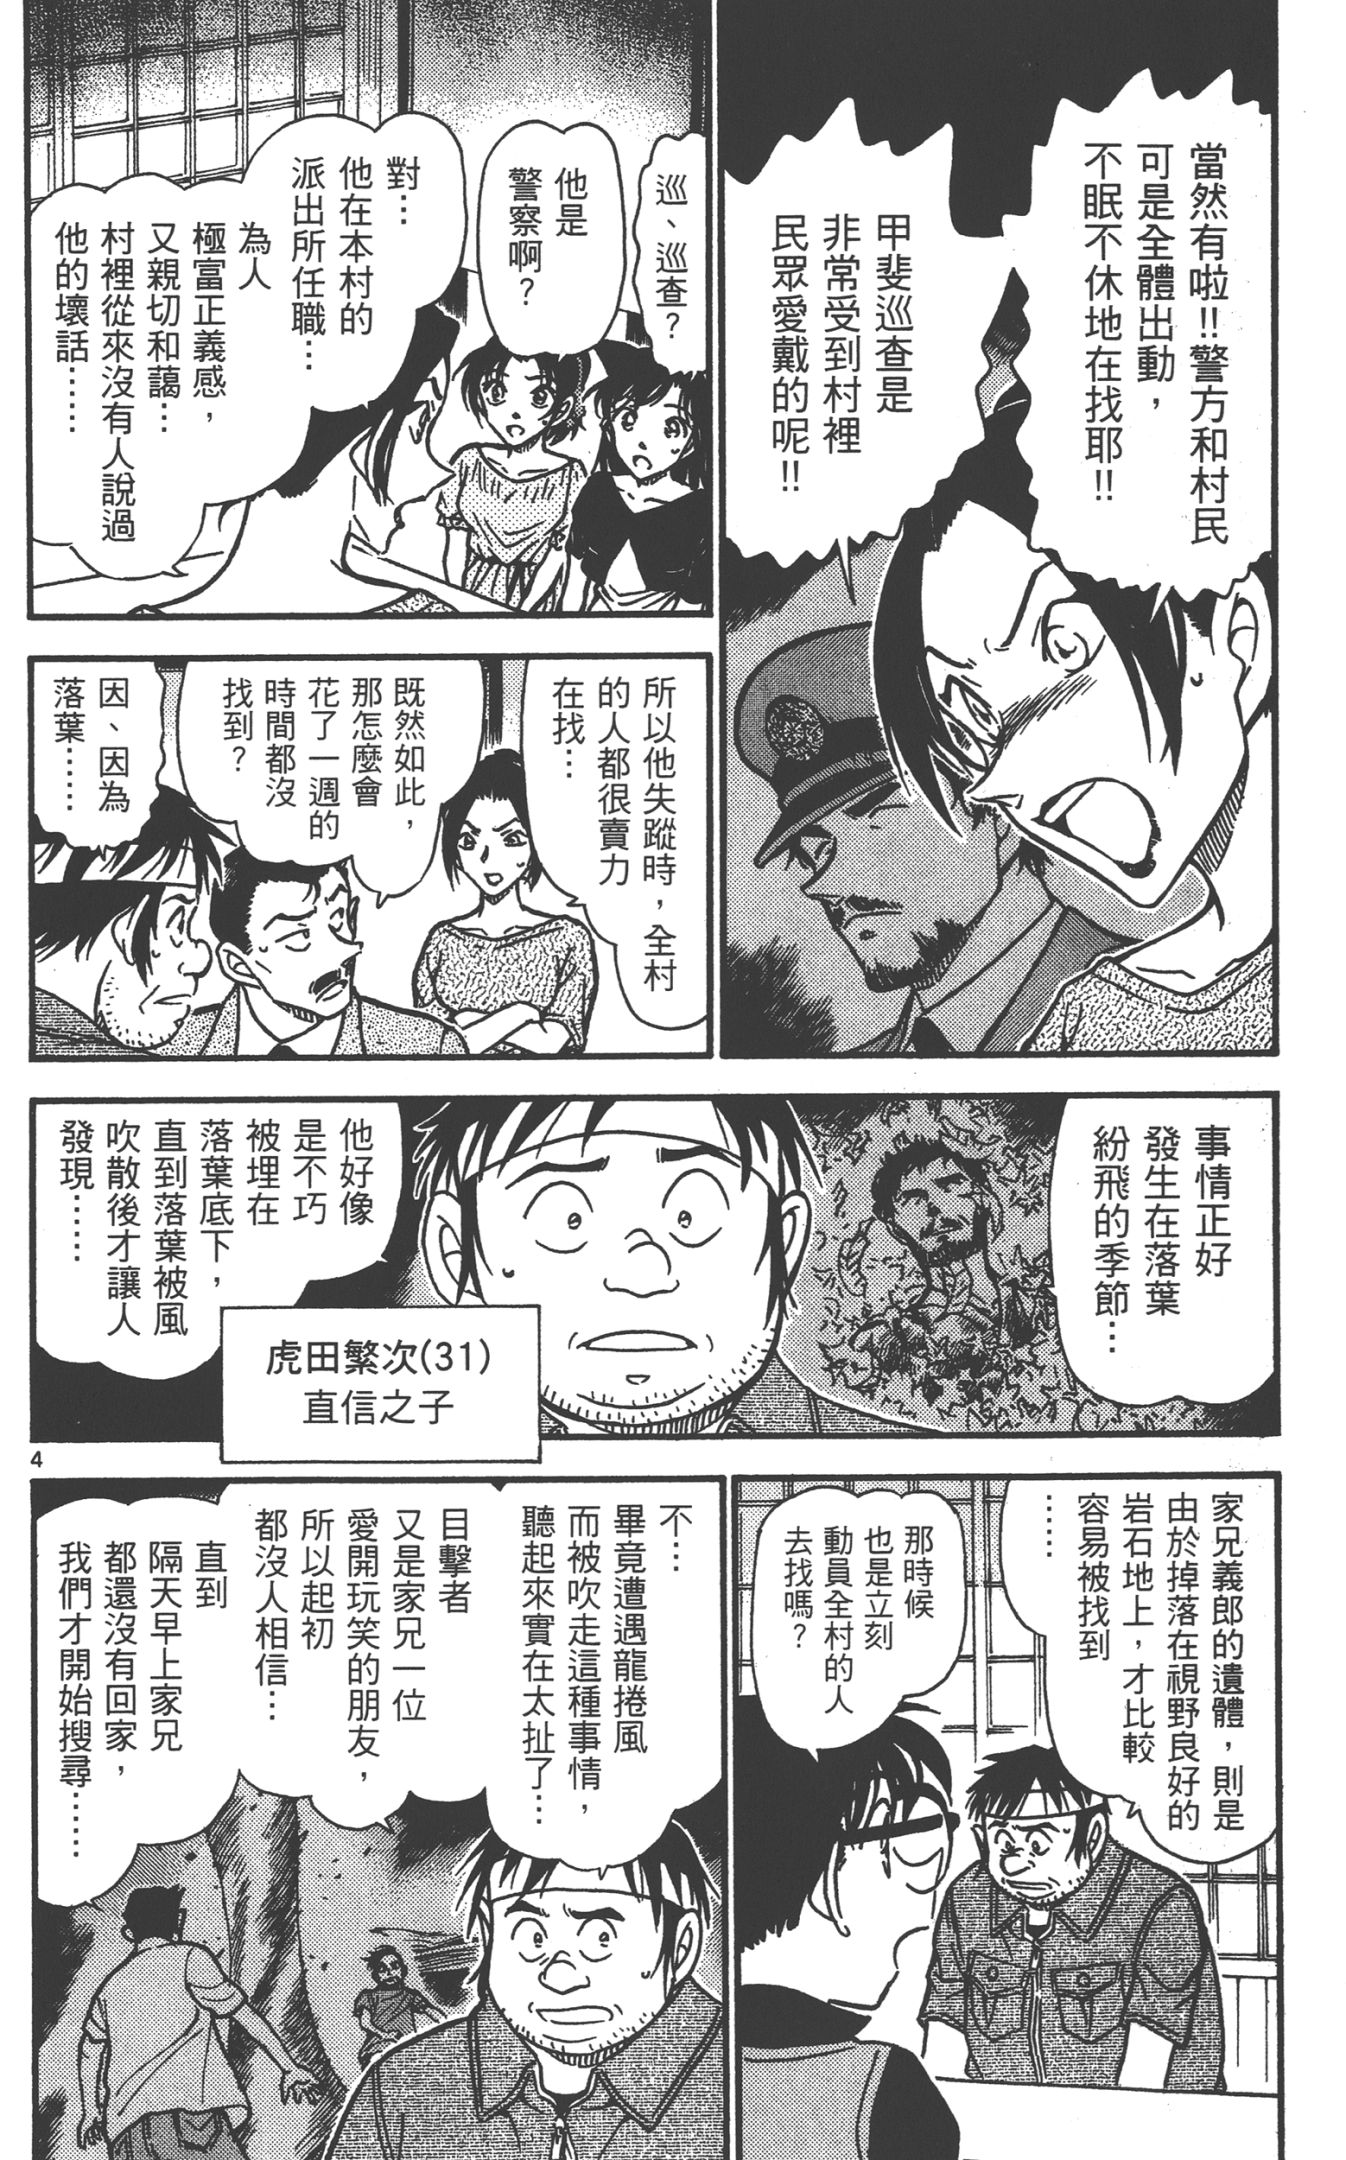 當然有啦!!警方和村民
可是全體出動，
不眠不休地在找耶!!
甲斐巡查是
非常受到村裡
民眾愛戴的呢!!
巡、巡查？
他是
警察啊？
對…
他在本村的
派出所任職…
為人
極富正義感，
又親切和藹…
村裡從來沒有人說過
他的壞話……
所以他失蹤時，全村
的人都很賣力
在找…
既然如此，
那怎麼會
花了一週的
時間都沒
找到？
因、因為
落葉……
事情正好
發生在落葉
紛飛的季節…
他好像
是不巧
被埋在
落葉底下，
直到落葉被風
吹散後才讓人
發現……
虎田繁次(31)
直信之子
4
家兄義郎的遺體，則是
由於掉落在視野良好的
岩石地上，才比較
容易被找到
……
那時候
也是立刻
動員全村的人
去找嗎？
不…
畢竟遭遇龍捲風
而被吹走這種事情，
聽起來實在太扯了…
目擊者
又是家兄一位
愛開玩笑的朋友，
所以起初
都沒人相信…
直到
隔天早上家兄
都還沒有回家，
我們才開始搜尋……